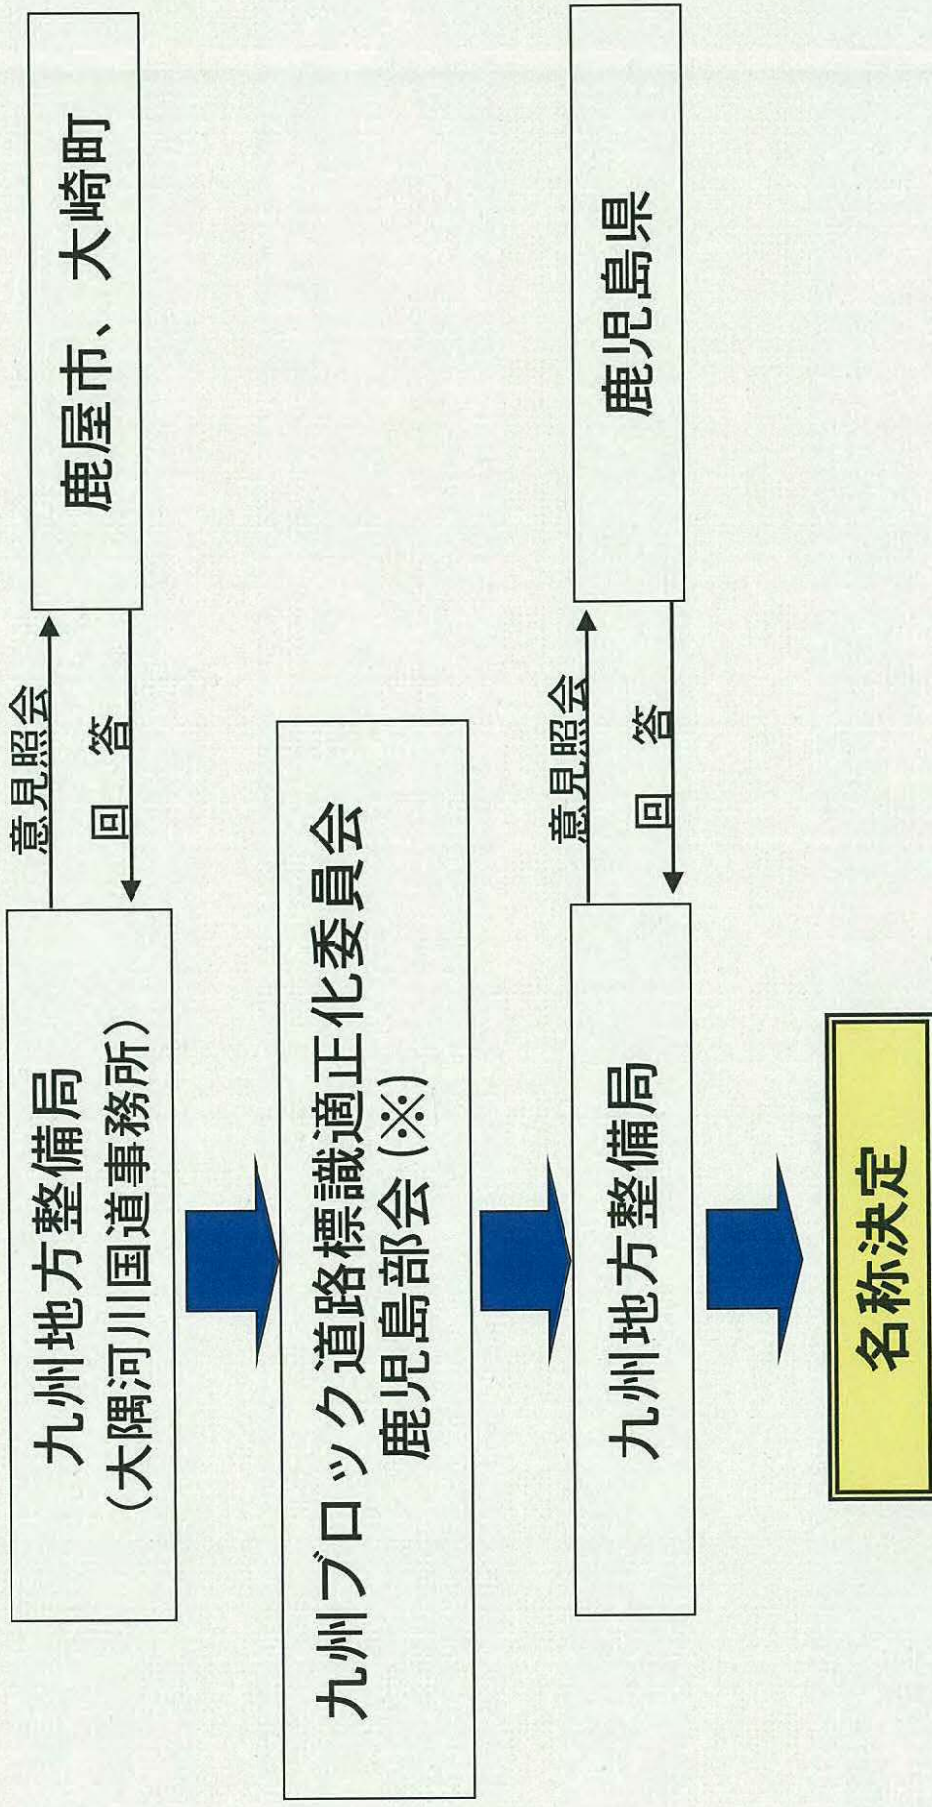 九州地方整備局
（大隅河川国道事務所）
意見照会
回　答
鹿屋市、大崎町
九州ブロック道路標識適正化委員会
鹿児島部会（※）
九州地方整備局
意見照会
回　答
鹿児島県
名称決定